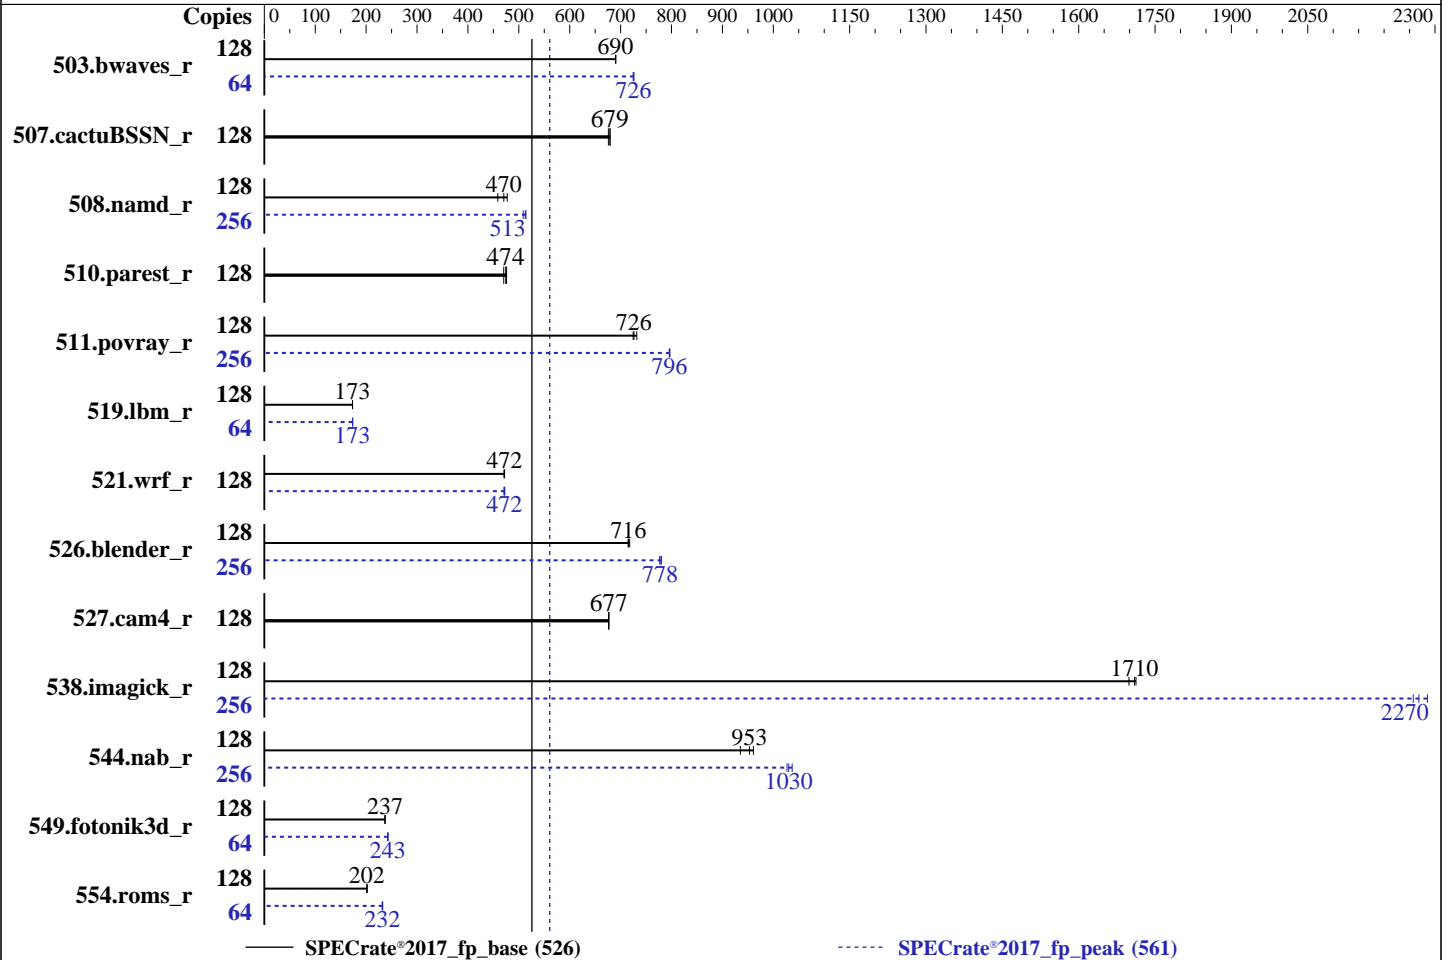 Copies 0 100 200 300 400 500 600 700 800 900 1000 1150 1300 1450 1600 1750 1900 2050 2300
503.bwaves_r 128 690
64 726
507.cactuBSSN_r 128 679
508.namd_r 128 470
256 513
510.parest_r 128 474
511.povray_r 128 726
256 796
519.lbm_r 128 173
64 173
521.wrf_r 128 472
472
526.blender_r 128 716
256 778
527.cam4_r 128 677
538.imagick_r 128 1710
256 2270
544.nab_r 128 953
256 1030
549.fotonik3d_r 128 237
64 243
554.roms_r 128 202
64 232
SPECrate®2017_fp_base (526) SPECrate®2017_fp_peak (561)